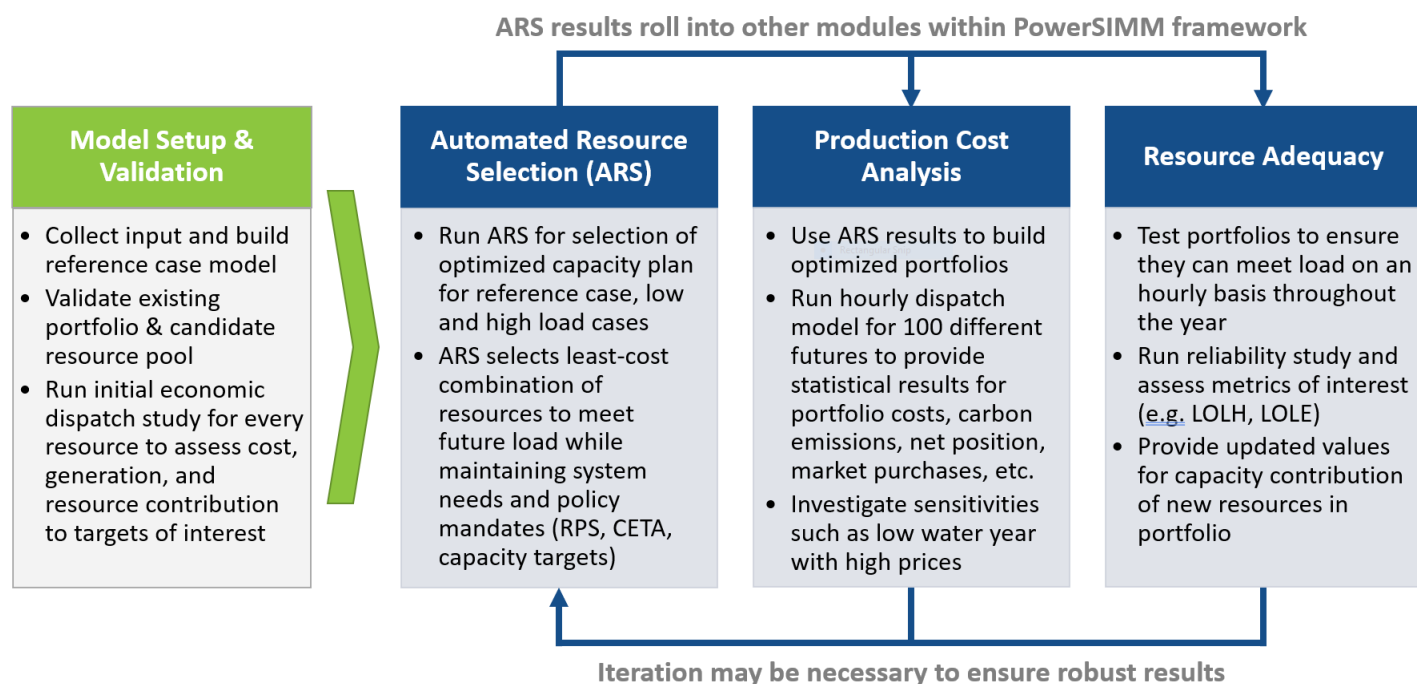 ARS results roll into other modules within PowerSIMM framework
Model Setup &
Validation
• Collect input and build
reference case model
• Validate existing
portfolio & candidate
resource pool
• Run initial economic
dispatch study for every
resource to assess cost,
generation, and
resource contribution
to targets of interest
Automated Resource
Selection (ARS)
• Run ARS for selection of
optimized capacity plan
for reference case, low
and high load cases
• ARS selects least-cost
combination of
resources to meet
future load while
maintaining system
needs and policy
mandates (RPS, CETA,
capacity targets)
Production Cost
Analysis
• Use ARS results to build
optimized portfolios
• Run hourly dispatch
model for 100 different
futures to provide
statistical results for
portfolio costs, carbon
emissions, net position,
market purchases, etc.
• Investigate sensitivities
such as low water year
with high prices
Resource Adequacy
• Test portfolios to ensure
they can meet load on an
hourly basis throughout
the year
• Run reliability study and
assess metrics of interest
(e.g. LOLH, LOLE)
• Provide updated values
for capacity contribution
of new resources in
portfolio
Iteration may be necessary to ensure robust results